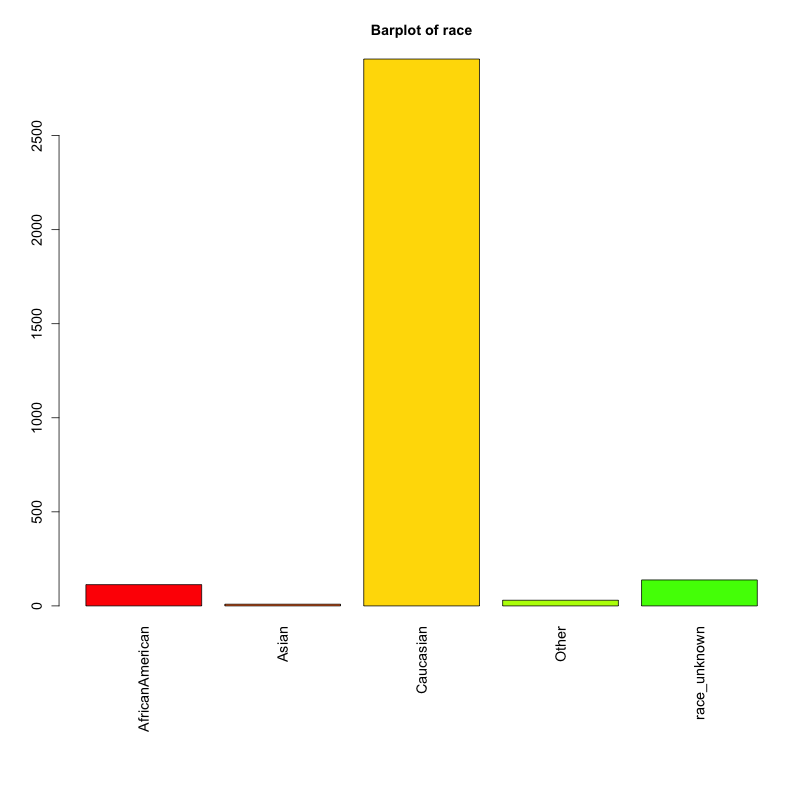 Barplot of race
2500
2000
1500
1000
500
0
AfricanAmerican
Asian
Caucasian
Other
race_unknown